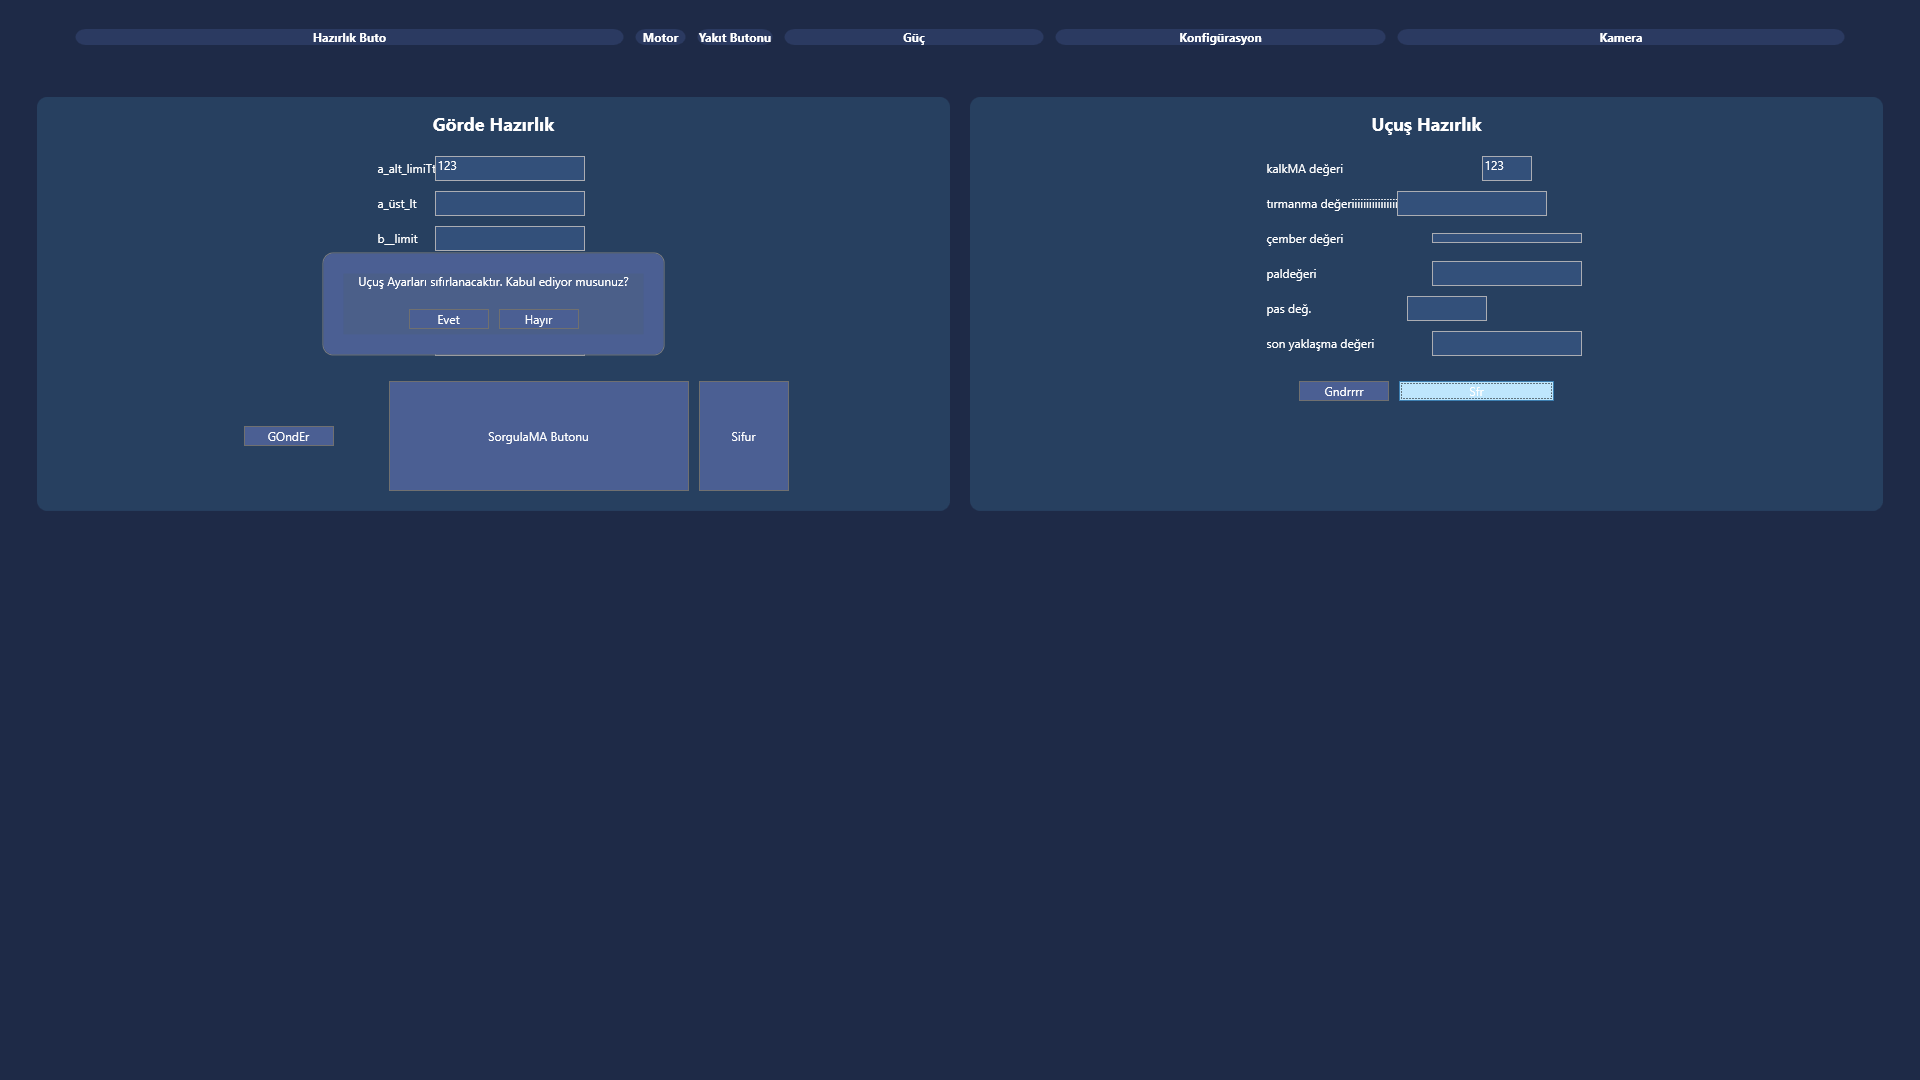 Hazırlık Buto
Motor
Yakıt Butonu
Güç
Konfigürasyon
Kamera
Görde Hazırlık
a_alt_limiTt
123
a_üst_lt
b__limit
Uçuş Ayarları sıfırlanacaktır. Kabul ediyor musunuz?
Evet
Hayır
GOndEr
SorgulaMA Butonu
Sifur
Uçuş Hazırlık
kalkMA değeri
123
tırmanma değeriiiiiiiiiiiiiiii
çember değeri
paldeğeri
pas değ.
son yaklaşma değeri
Gndrrrr
Sfr